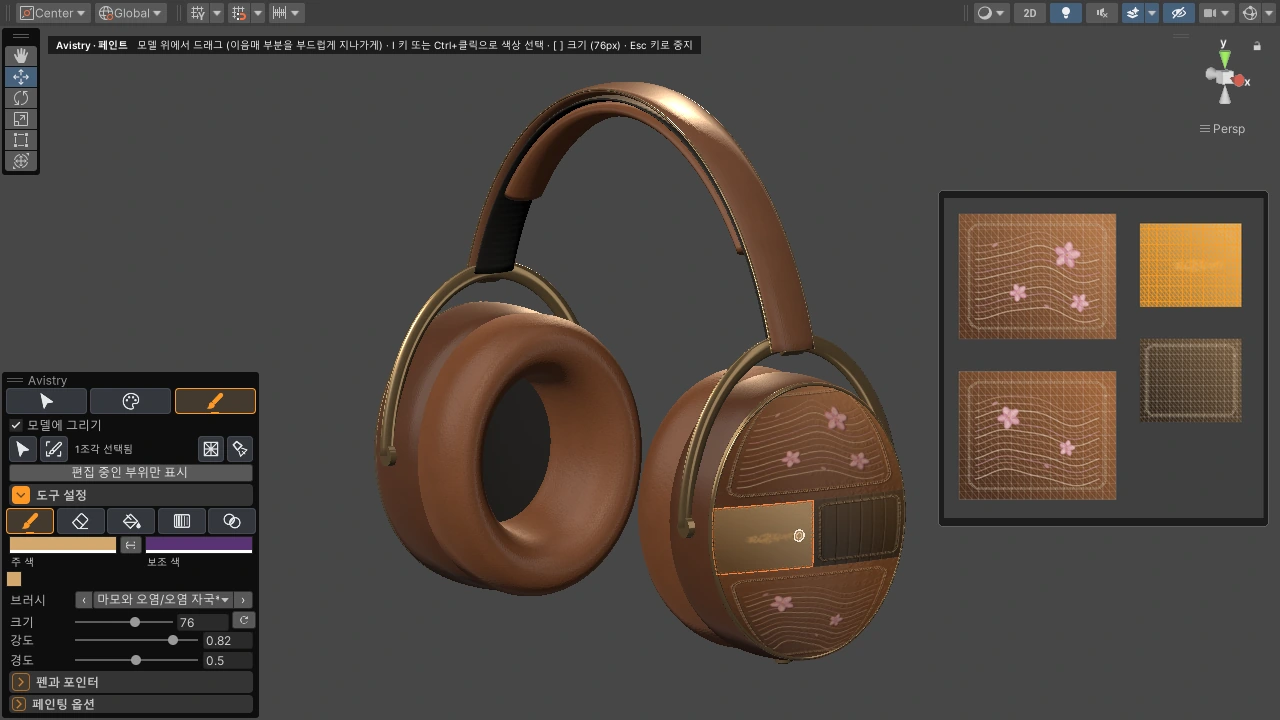 Center
Global
2D
Avistry · 페인트 모델 위에서 드래그 (이음매 부분을 부드럽게 지나가게) · I 키 또는 Ctrl+클릭으로 색상 선택 · [ ] 크기 (76px) · Esc 키로 중지
y
x
Persp
Avistry
모델에 그리기
1조각 선택됨
편집 중인 부위만 표시
도구 설정
주 색
보조 색
브러시
마모와 오염/오염 자국*
크기
76
강도
0.82
경도
0.5
펜과 포인터
페인팅 옵션